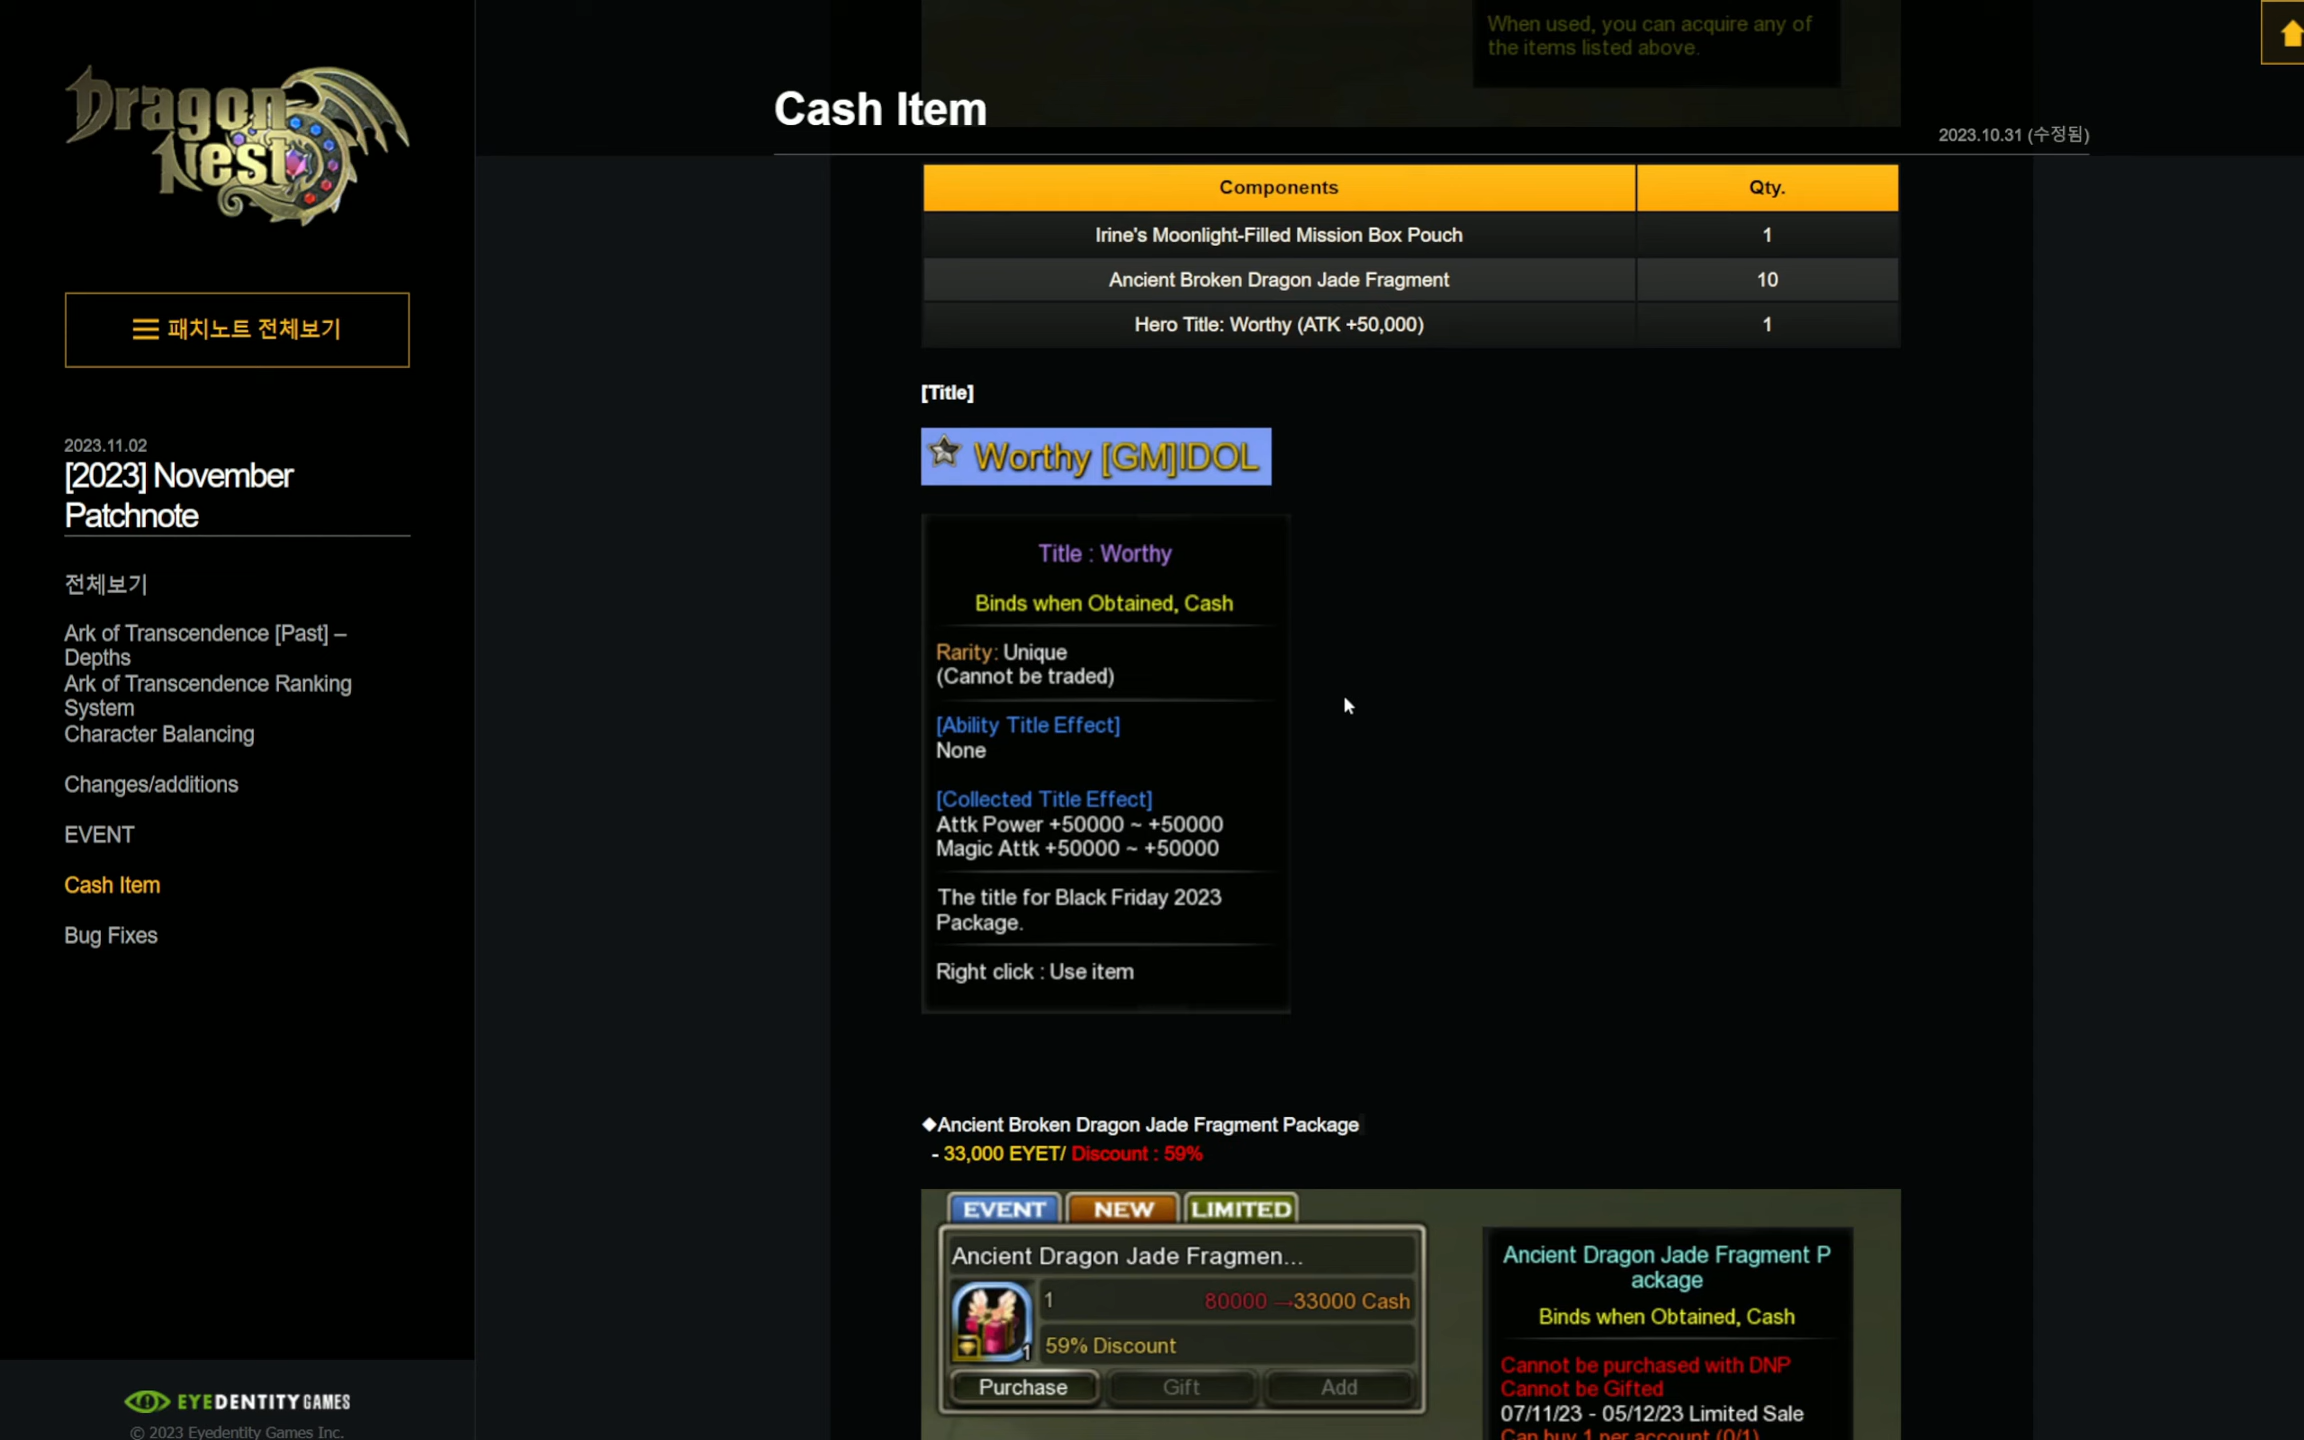 Dragon
Nest
패치노트 전체보기
2023.11.02
[2023] November
Patchnote
전체보기
Ark of Transcendence [Past] –
Depths
Ark of Transcendence Ranking
System
Character Balancing
Changes/additions
EVENT
Cash Item
Bug Fixes
EYEDENTITY GAMES
© 2023 Eyedentity Games Inc.
When used, you can acquire any of
the items listed above.
Cash Item
2023.10.31 (수정됨)
Components Qty.
Irine's Moonlight-Filled Mission Box Pouch 1
Ancient Broken Dragon Jade Fragment 10
Hero Title: Worthy (ATK +50,000) 1
[Title]
Worthy [GM]IDOL
Title : Worthy
Binds when Obtained, Cash
Rarity: Unique
(Cannot be traded)
[Ability Title Effect]
None
[Collected Title Effect]
Attk Power +50000 ~ +50000
Magic Attk +50000 ~ +50000
The title for Black Friday 2023
Package.
Right click : Use item
◆Ancient Broken Dragon Jade Fragment Package
- 33,000 EYET/ Discount : 59%
EVENT NEW LIMITED
Ancient Dragon Jade Fragmen...
1 80000 →33000 Cash
1
59% Discount
Purchase Gift Add
Ancient Dragon Jade Fragment P
ackage
Binds when Obtained, Cash
Cannot be purchased with DNP
Cannot be Gifted
07/11/23 - 05/12/23 Limited Sale
Can buy 1 per account (0/1)